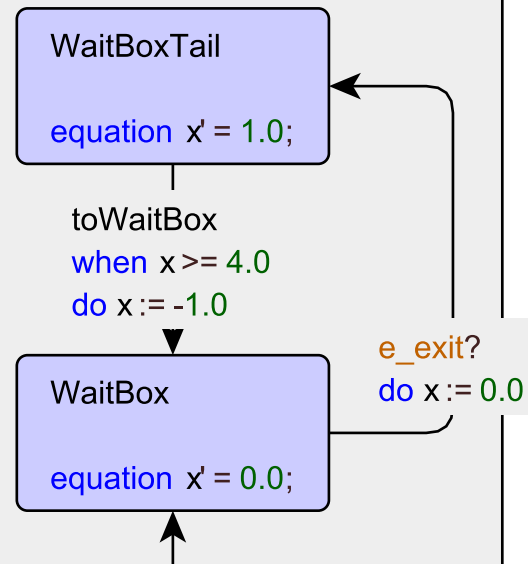 WaitBoxTail
equation x' = 1.0;
toWaitBox
when x >= 4.0
do x := -1.0
e_exit?
do x := 0.0
WaitBox
equation x' = 0.0;